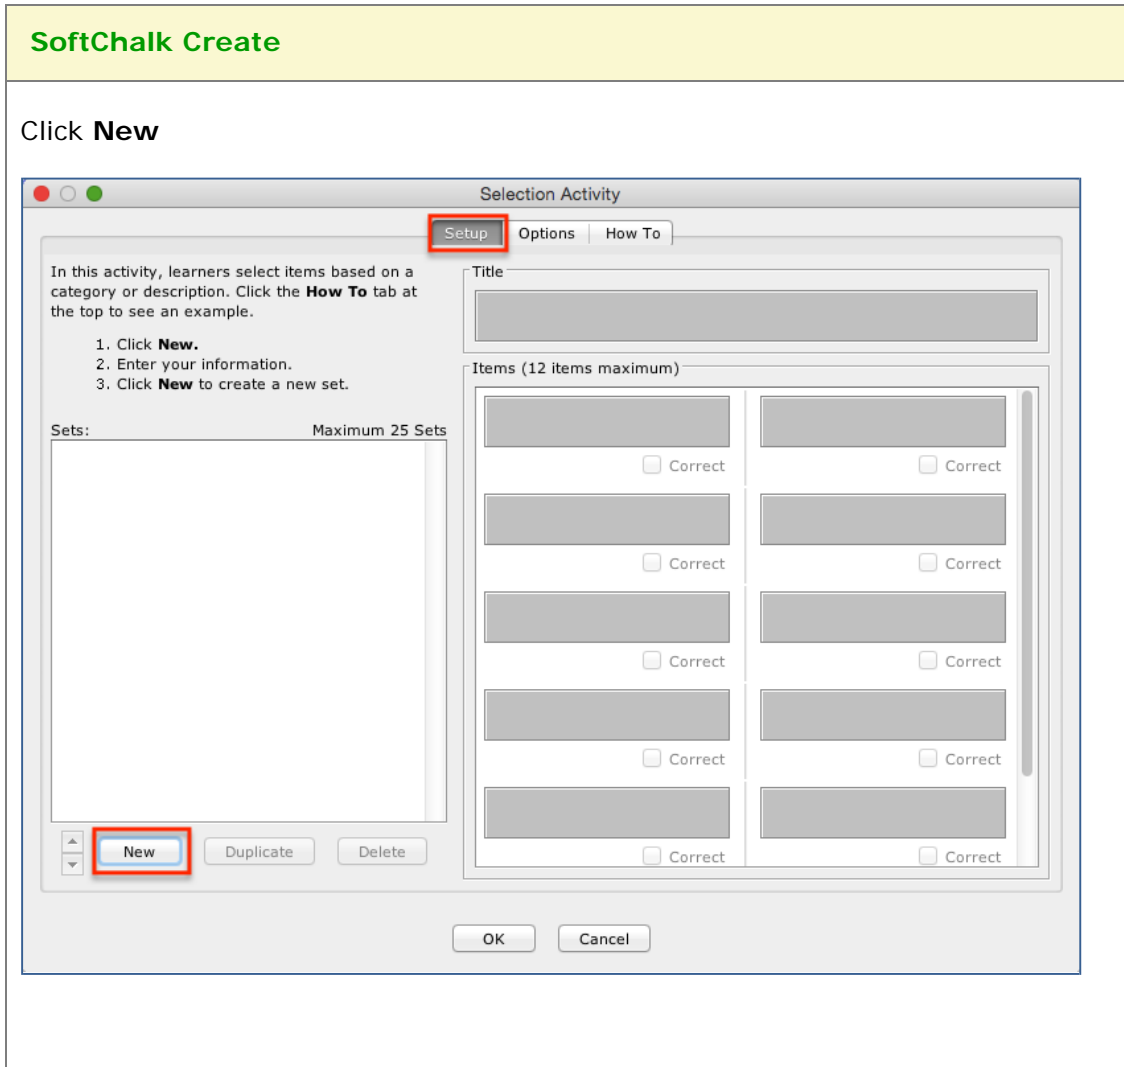 SoftChalk Create
Click New
Selection Activity
Setup Options How To
In this activity, learners select items based on a
category or description. Click the How To tab at
the top to see an example.
1. Click New.
2. Enter your information.
3. Click New to create a new set.
Sets: Maximum 25 Sets
New Duplicate Delete
Title
Items (12 items maximum)
Correct Correct
Correct Correct
Correct Correct
Correct Correct
Correct Correct
OK Cancel